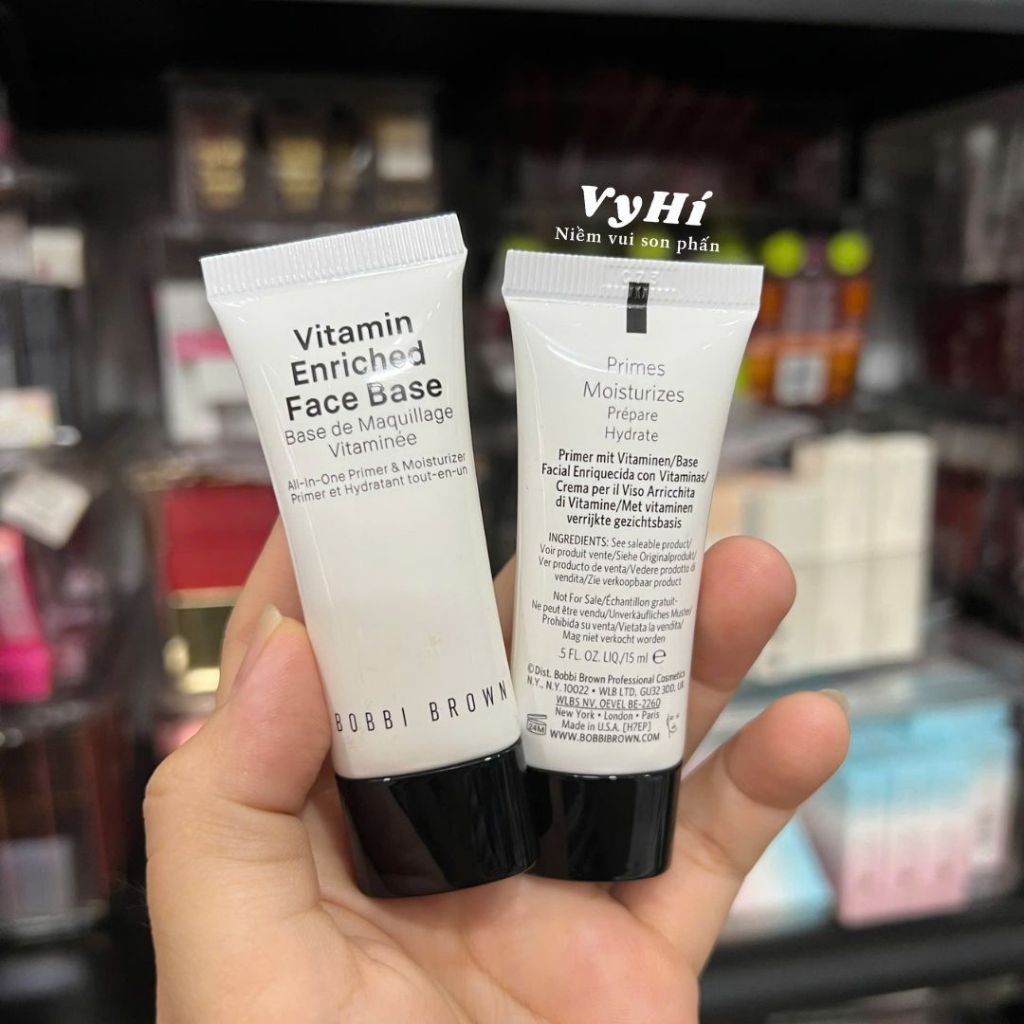 VyHí
Niềm vui son phấn
Vitamin
Enriched
Face Base
Base de Maquillage
Vitaminée
All-In-One Primer & Moisturizer
Primer et Hydratant tout-en-un
BOBBI BROWN
Primes
Moisturizes
Prépare
Hydrate
Primer mit Vitaminen/Base
Facial Enriquecida con Vitaminas/
Crema per il Viso Arricchita
di Vitamine/Met vitaminen
verrijkte gezichtsbasis
INGREDIENTS: See saleable product/
Voir produit vente/Siehe Originalprodukt/
Ver producto de venta/Vedere prodotto di
vendita/Zie verkoopbaar product
Not For Sale/Échantillon gratuit-
Ne peut être vendu/Unverkäufliches Muster/
Prohibida su venta/Vietata la vendita/
Mag niet verkocht worden
.5 FL. OZ. LIQ./15 ml ℮
©Dist. Bobbi Brown Professional Cosmetics
N.Y., N.Y. 10022 • WLB LTD, GU32 3DD, UK
WLBS NV. OEVEL BE-2260
New York • London • Paris
Made in U.S.A. [H7EP]
24M
WWW.BOBBIBROWN.COM